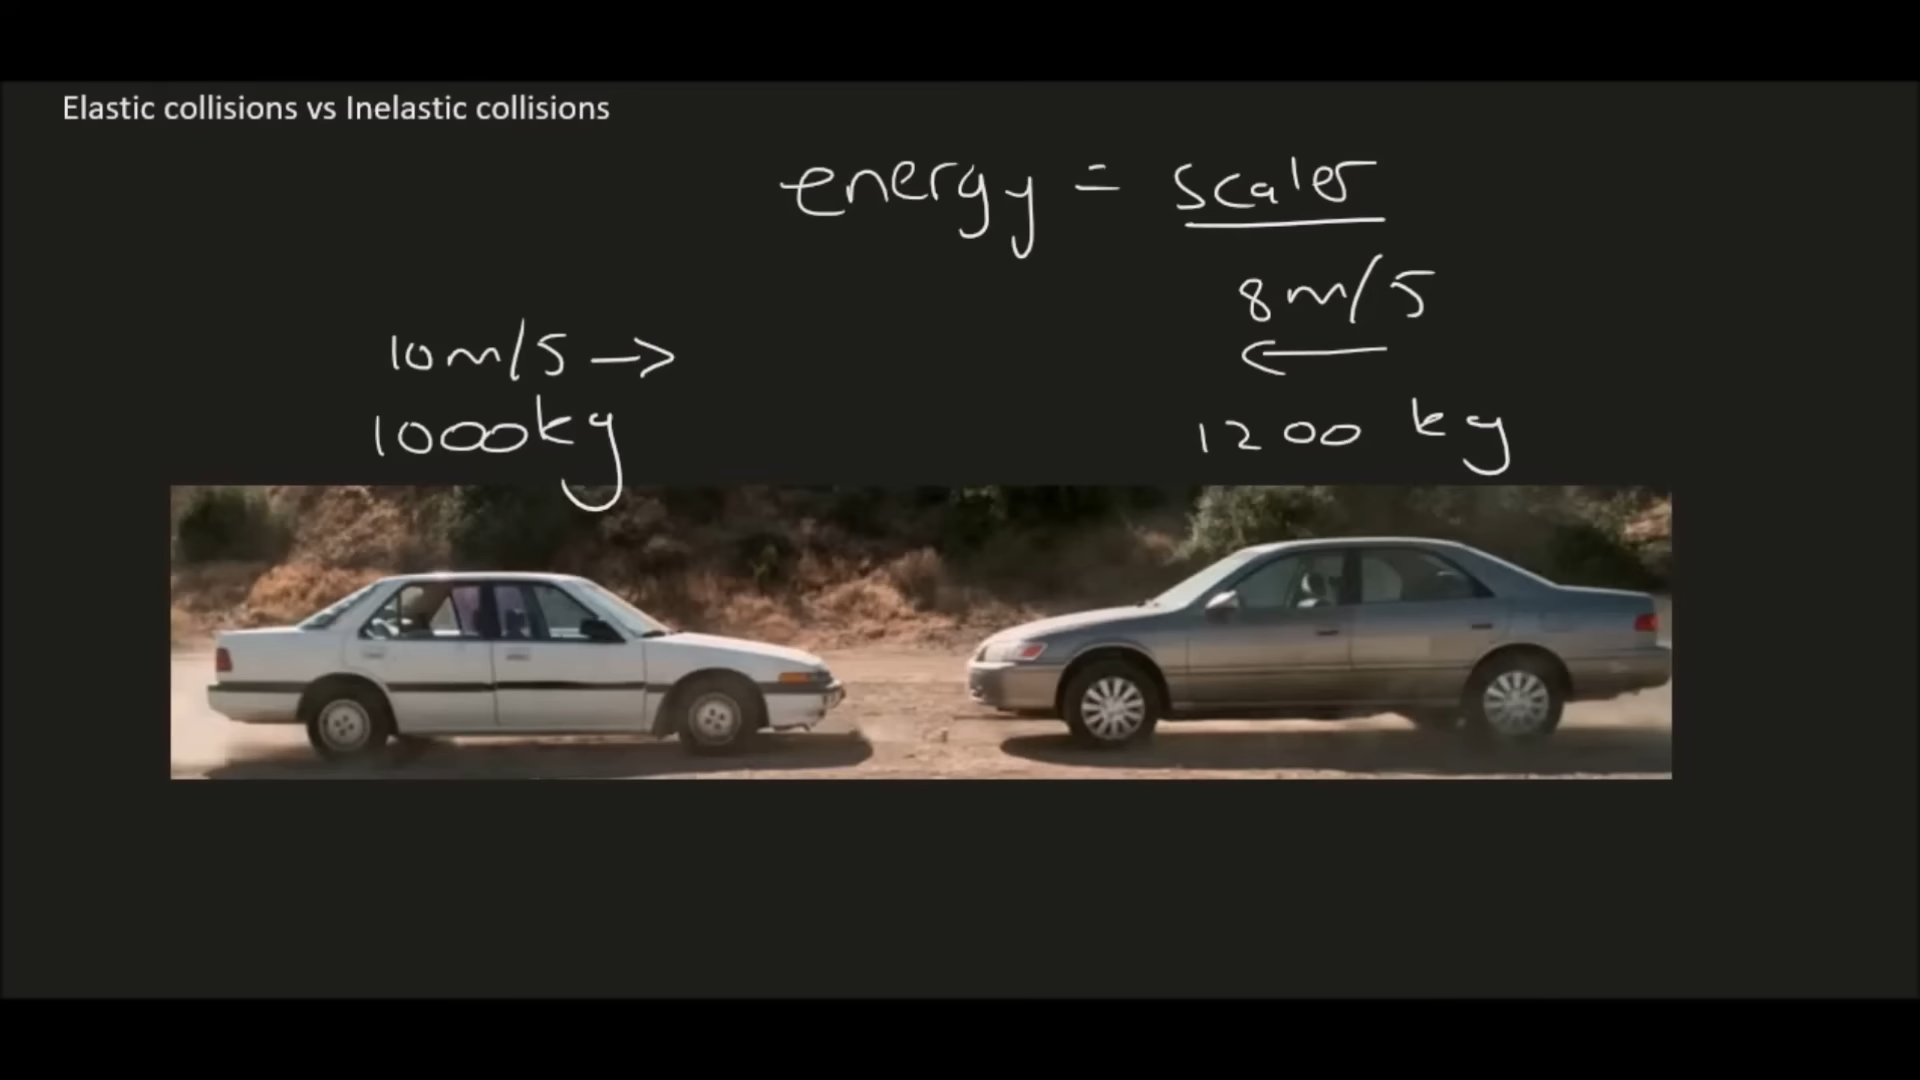 Elastic collisions vs Inelastic collisions
energy = scaler
8m/s
←
10m/s →
1000kg
1200 kg